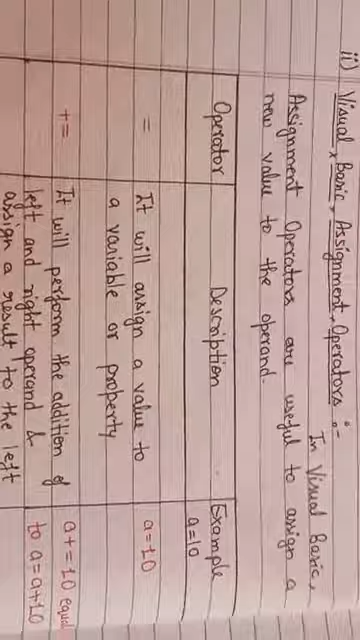 ii) Visual Basic Assignment Operators :-
In Visual Basic,
Assignment Operators are useful to assign a
new value to the operand.
Operator Description Example
a=10
= It will assign a value to a=10
a variable or property
+= It will perform the addition of a+=10 equal
left and right operand & to a=a+10
assign a result to the left